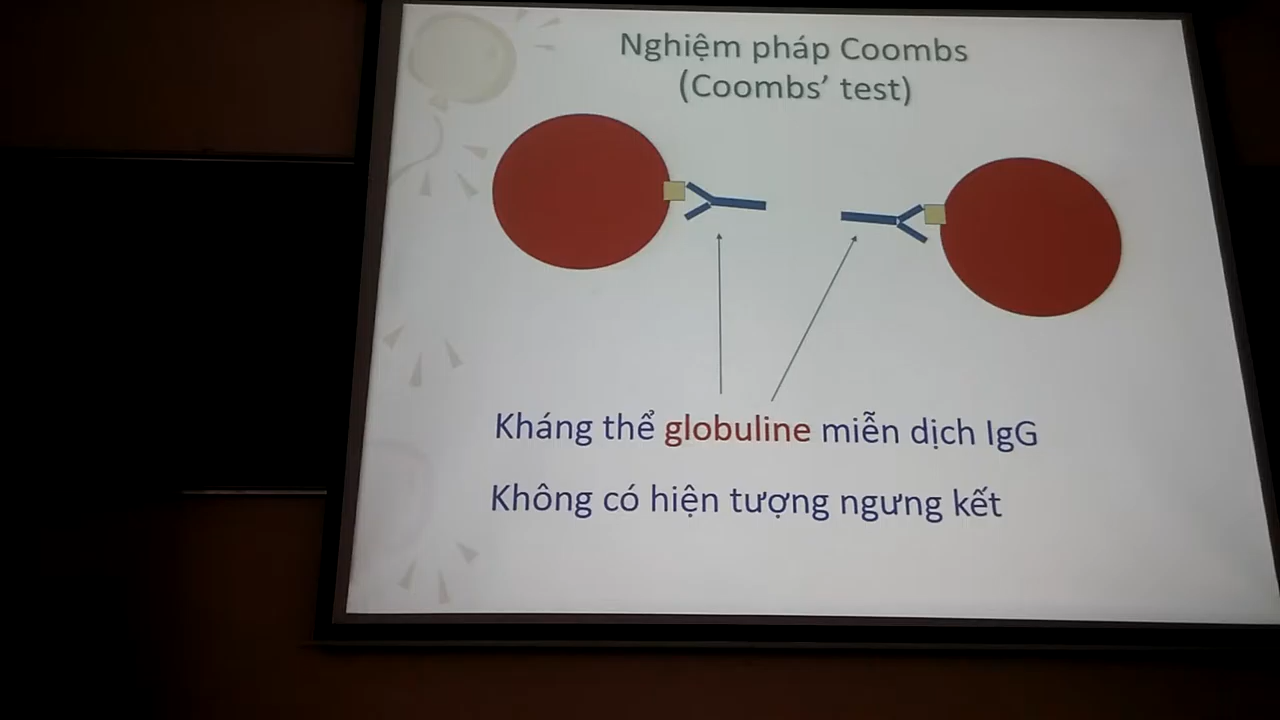 Nghiệm pháp Coombs
(Coombs’ test)
Kháng thể globuline miễn dịch IgG
Không có hiện tượng ngưng kết